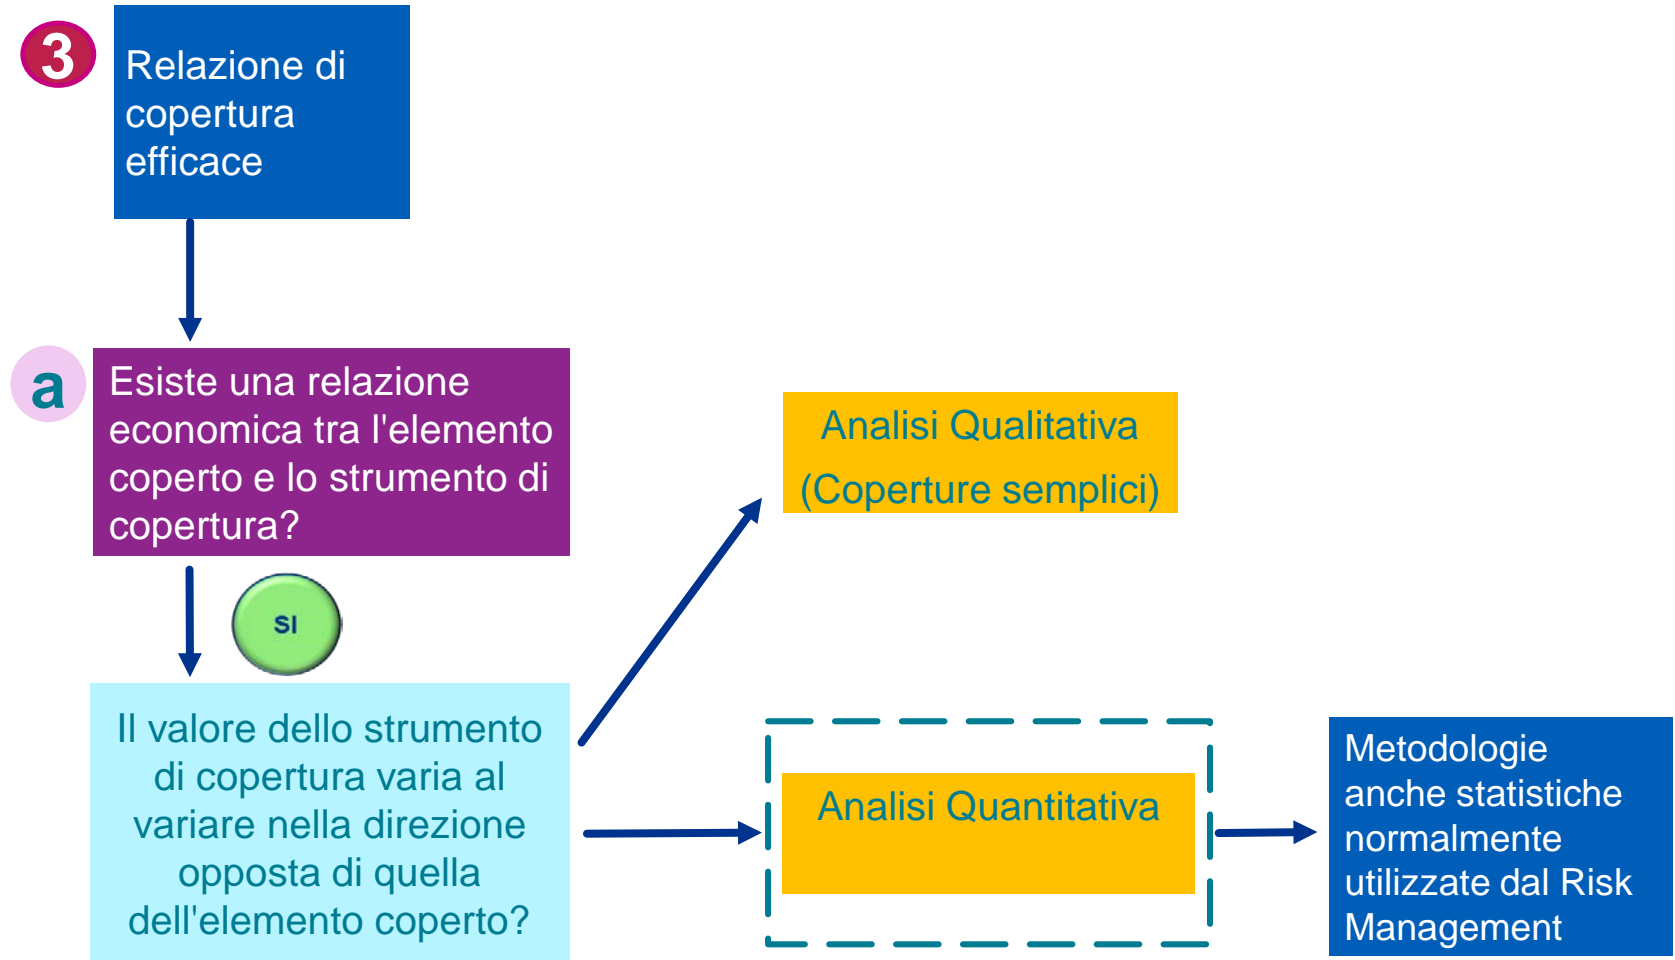 3
Relazione di
copertura
efficace
a
Esiste una relazione
economica tra l'elemento
coperto e lo strumento di
copertura?
SI
Il valore dello strumento
di copertura varia al
variare nella direzione
opposta di quella
dell'elemento coperto?
Analisi Qualitativa
(Coperture semplici)
Analisi Quantitativa
Metodologie
anche statistiche
normalmente
utilizzate dal Risk
Management